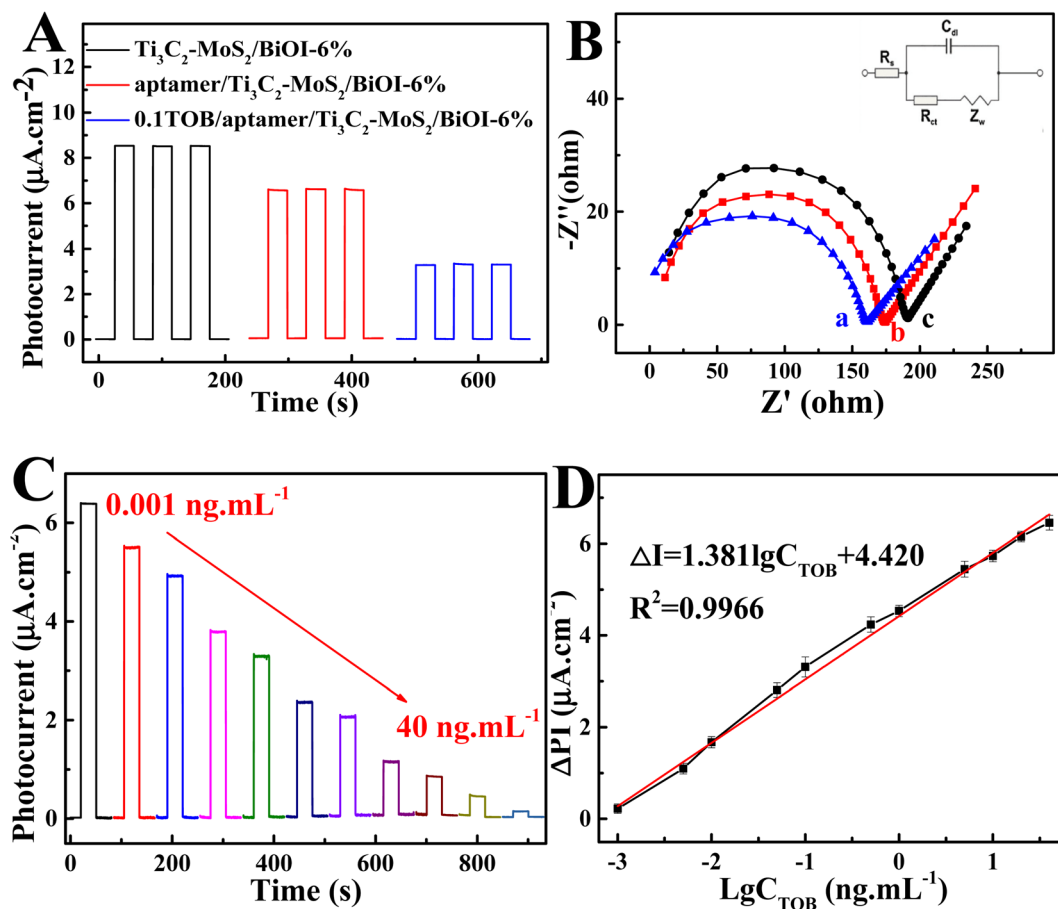 A
Ti₃C₂-MoS₂/BiOI-6%
aptamer/Ti₃C₂-MoS₂/BiOI-6%
0.1TOB/aptamer/Ti₃C₂-MoS₂/BiOI-6%
Photocurrent (μA.cm⁻²)
12
10
8
6
4
2
0
0
200
400
600
Time (s)
B
Cdl
Rs
Rct
Zw
-Z''(ohm)
40
20
0
a
b
c
0
50
100
150
200
250
Z' (ohm)
C
0.001 ng.mL⁻¹
40 ng.mL⁻¹
Photocurrent (μA.cm⁻²)
6
4
2
0
0
200
400
600
800
Time (s)
D
ΔI=1.381lgC_TOB+4.420
R²=0.9966
ΔPI (μA.cm⁻²)
6
4
2
0
-3
-2
-1
0
1
LgC_TOB (ng.mL⁻¹)